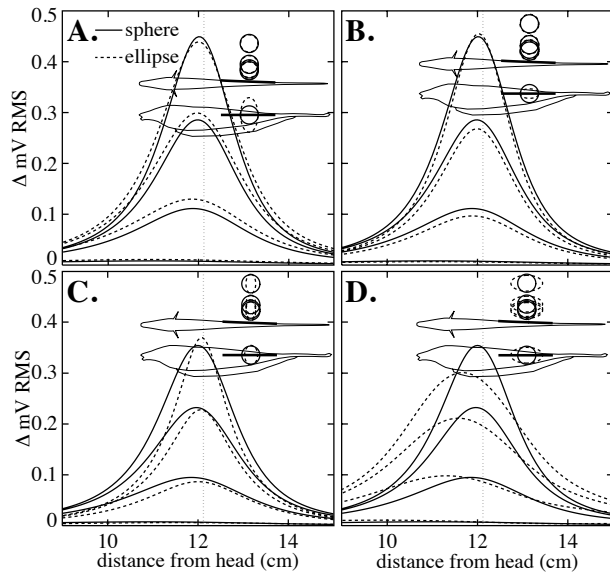 0.5
A.
B.
sphere
ellipse
0.4
0.3
0.2
0.1
0
Δ mV RMS
0.5
C.
D.
0.4
0.3
0.2
0.1
0
Δ mV RMS
10 12 14 10 12 14
distance from head (cm) distance from head (cm)